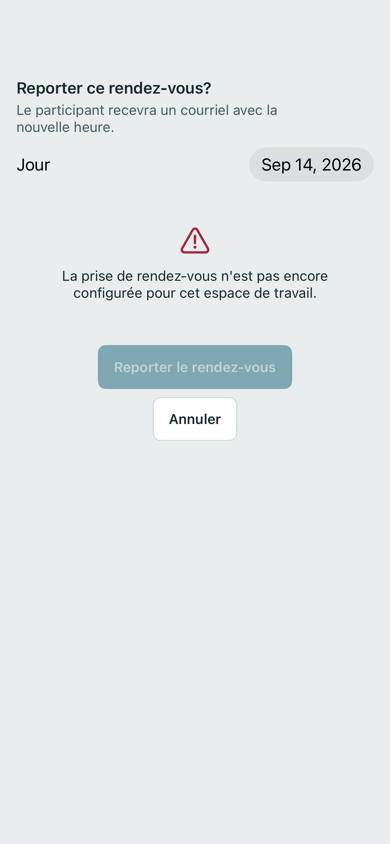 Reporter ce rendez-vous?
Le participant recevra un courriel avec la
nouvelle heure.
Jour
Sep 14, 2026
La prise de rendez-vous n'est pas encore
configurée pour cet espace de travail.
Reporter le rendez-vous
Annuler